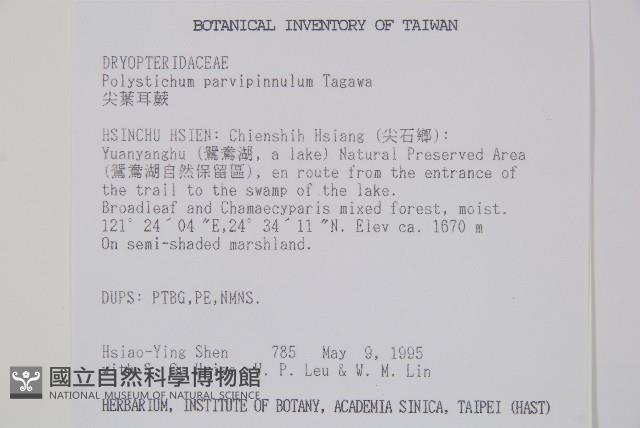 BOTANICAL INVENTORY OF TAIWAN
DRYOPTERIDACEAE
Polystichum parvipinnulum Tagawa
尖葉耳蕨
HSINCHU HSIEN: Chienshih Hsiang (尖石鄉):
Yuanyanghu (鴛鴦湖, a lake) Natural Preserved Area
(鴛鴦湖自然保留區), en route from the entrance of
the trail to the swamp of the lake.
Broadleaf and Chamaecyparis mixed forest, moist.
121° 24´04 "E,24° 34´11 "N. Elev ca. 1670 m
On semi-shaded marshland.
DUPS: PTBG,PE,NMNS.
Hsiao-Ying Shen 785 May 9, 1995
P. Leu & W. M. Lin
國立自然科學博物館
NATIONAL MUSEUM OF NATURAL SCIENCE
HERBARIUM, INSTITUTE OF BOTANY, ACADEMIA SINICA, TAIPEI (HAST)